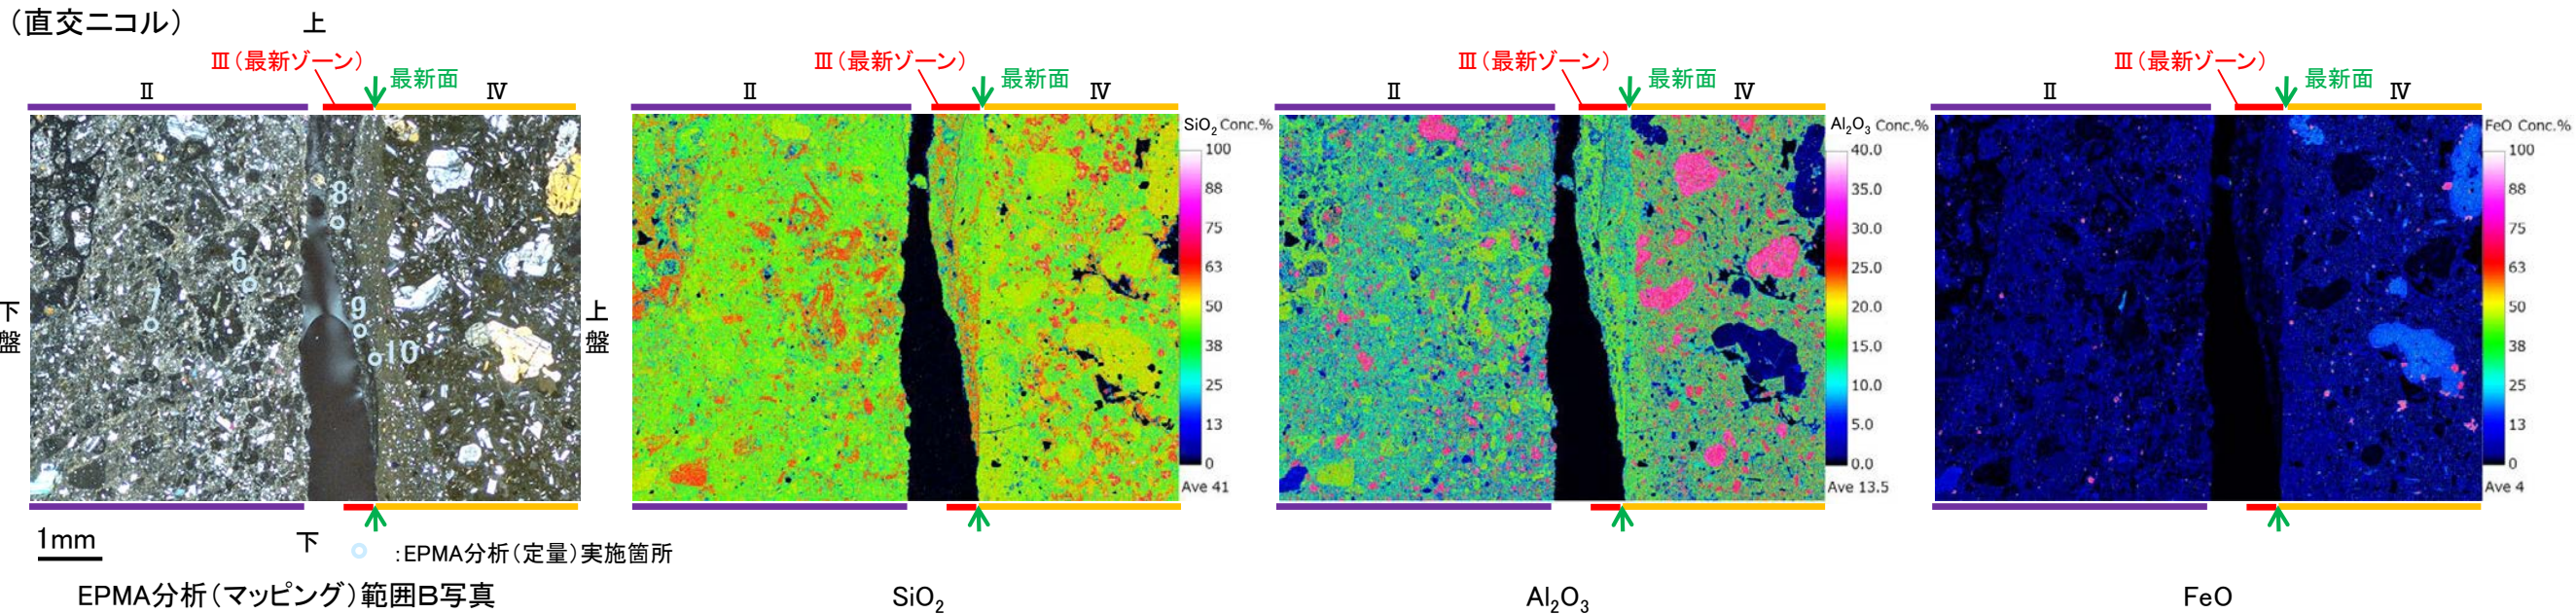 (直交ニコル)
上
Ⅲ(最新ゾーン)
最新面
Ⅱ
Ⅳ
8
6
7
9
10
下盤
上盤
1mm
下
:EPMA分析(定量)実施箇所
EPMA分析(マッピング)範囲B写真
Ⅲ(最新ゾーン)
最新面
Ⅱ
Ⅳ
SiO₂ Conc.%
100
88
75
63
50
38
25
13
0
Ave 41
SiO₂
Ⅲ(最新ゾーン)
最新面
Ⅱ
Ⅳ
Al₂O₃ Conc.%
40.0
35.0
30.0
25.0
20.0
15.0
10.0
5.0
0.0
Ave 13.5
Al₂O₃
Ⅲ(最新ゾーン)
最新面
Ⅱ
Ⅳ
FeO Conc.%
100
88
75
63
50
38
25
13
0
Ave 4
FeO